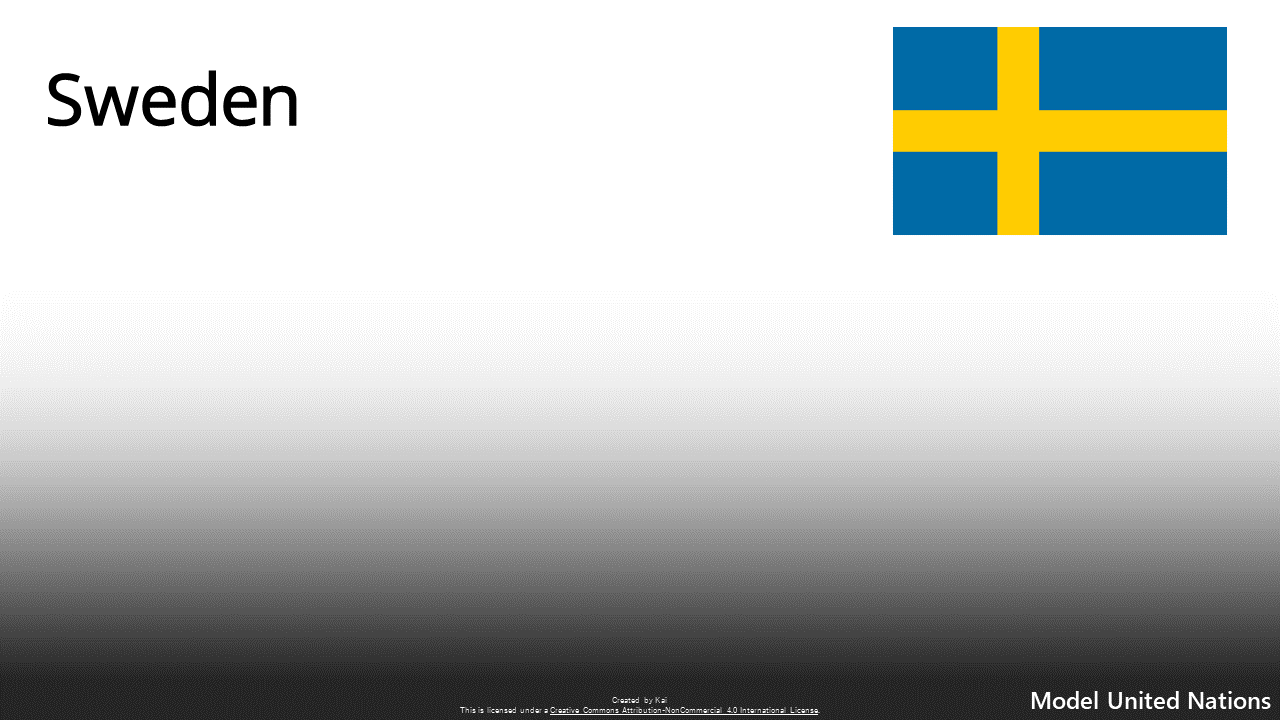 Sweden
Created by Kai
This is licensed under a Creative Commons Attribution-NonCommercial 4.0 International License.
Model United Nations